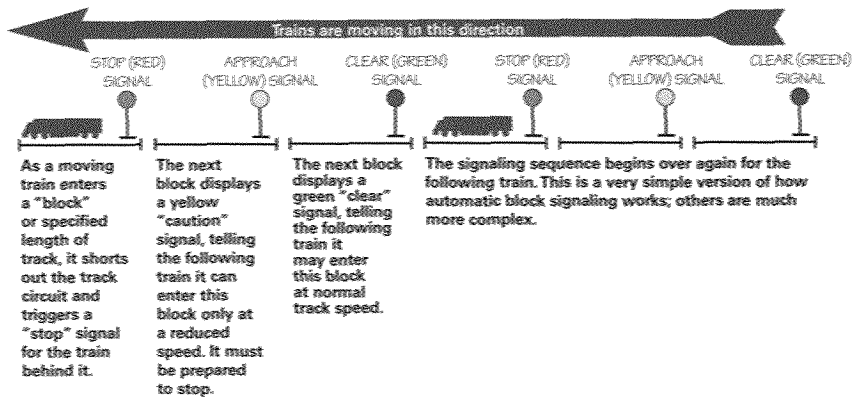 Trains are moving in this direction
STOP (RED)
SIGNAL
APPROACH
(YELLOW) SIGNAL
CLEAR (GREEN)
SIGNAL
STOP (RED)
SIGNAL
APPROACH
(YELLOW) SIGNAL
CLEAR (GREEN)
SIGNAL
As a moving
train enters
a "block"
or specified
length of
track, it shorts
out the track
circuit and
triggers a
"stop" signal
for the train
behind it.
The next
block displays
a yellow
"caution"
signal, telling
the following
train it can
enter this
block only at
a reduced
speed. It must
be prepared
to stop.
The next block
displays a
green "clear"
signal, telling
the following
train it
may enter
this block
at normal
track speed.
The signaling sequence begins over again for the
following train. This is a very simple version of how
automatic block signaling works; others are much
more complex.